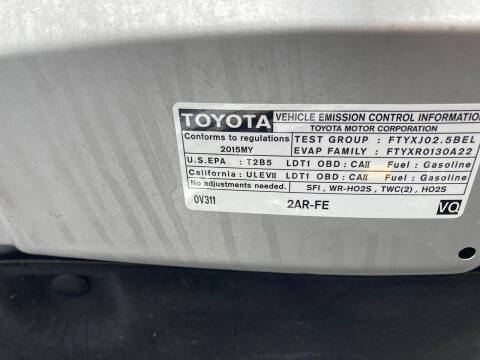 TOYOTA VEHICLE EMISSION CONTROL INFORMATION
TOYOTA MOTOR CORPORATION
Conforms to regulations TEST GROUP : FTYXJ02.5BEL
2015MY EVAP FAMILY : FTYXR0130A22
U.S.EPA : T2B5 LDT1 OBD : CAII Fuel : Gasoline
California : ULEVII LDT1 OBD : CAII Fuel : Gasoline
No adjustments needed SFI , WR-HO2S , TWC(2) , HO2S
0V311 2AR-FE VQ